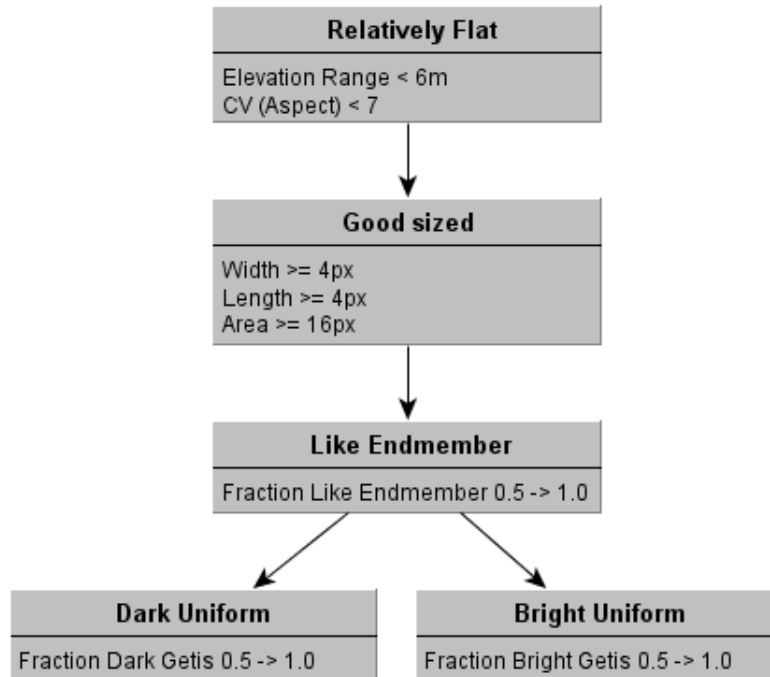 Relatively Flat
Elevation Range < 6m
CV (Aspect) < 7
Good sized
Width >= 4px
Length >= 4px
Area >= 16px
Like Endmember
Fraction Like Endmember 0.5 -> 1.0
Dark Uniform
Fraction Dark Getis 0.5 -> 1.0
Bright Uniform
Fraction Bright Getis 0.5 -> 1.0